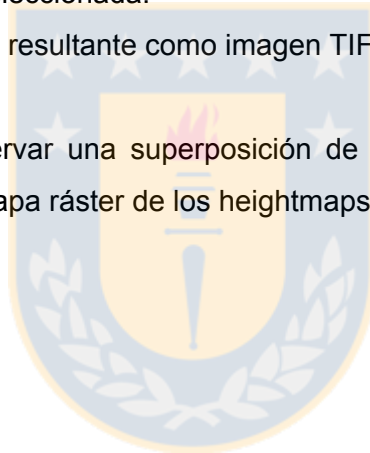 resultante como imagen TIF
rvar una superposición de
apa ráster de los heightmaps